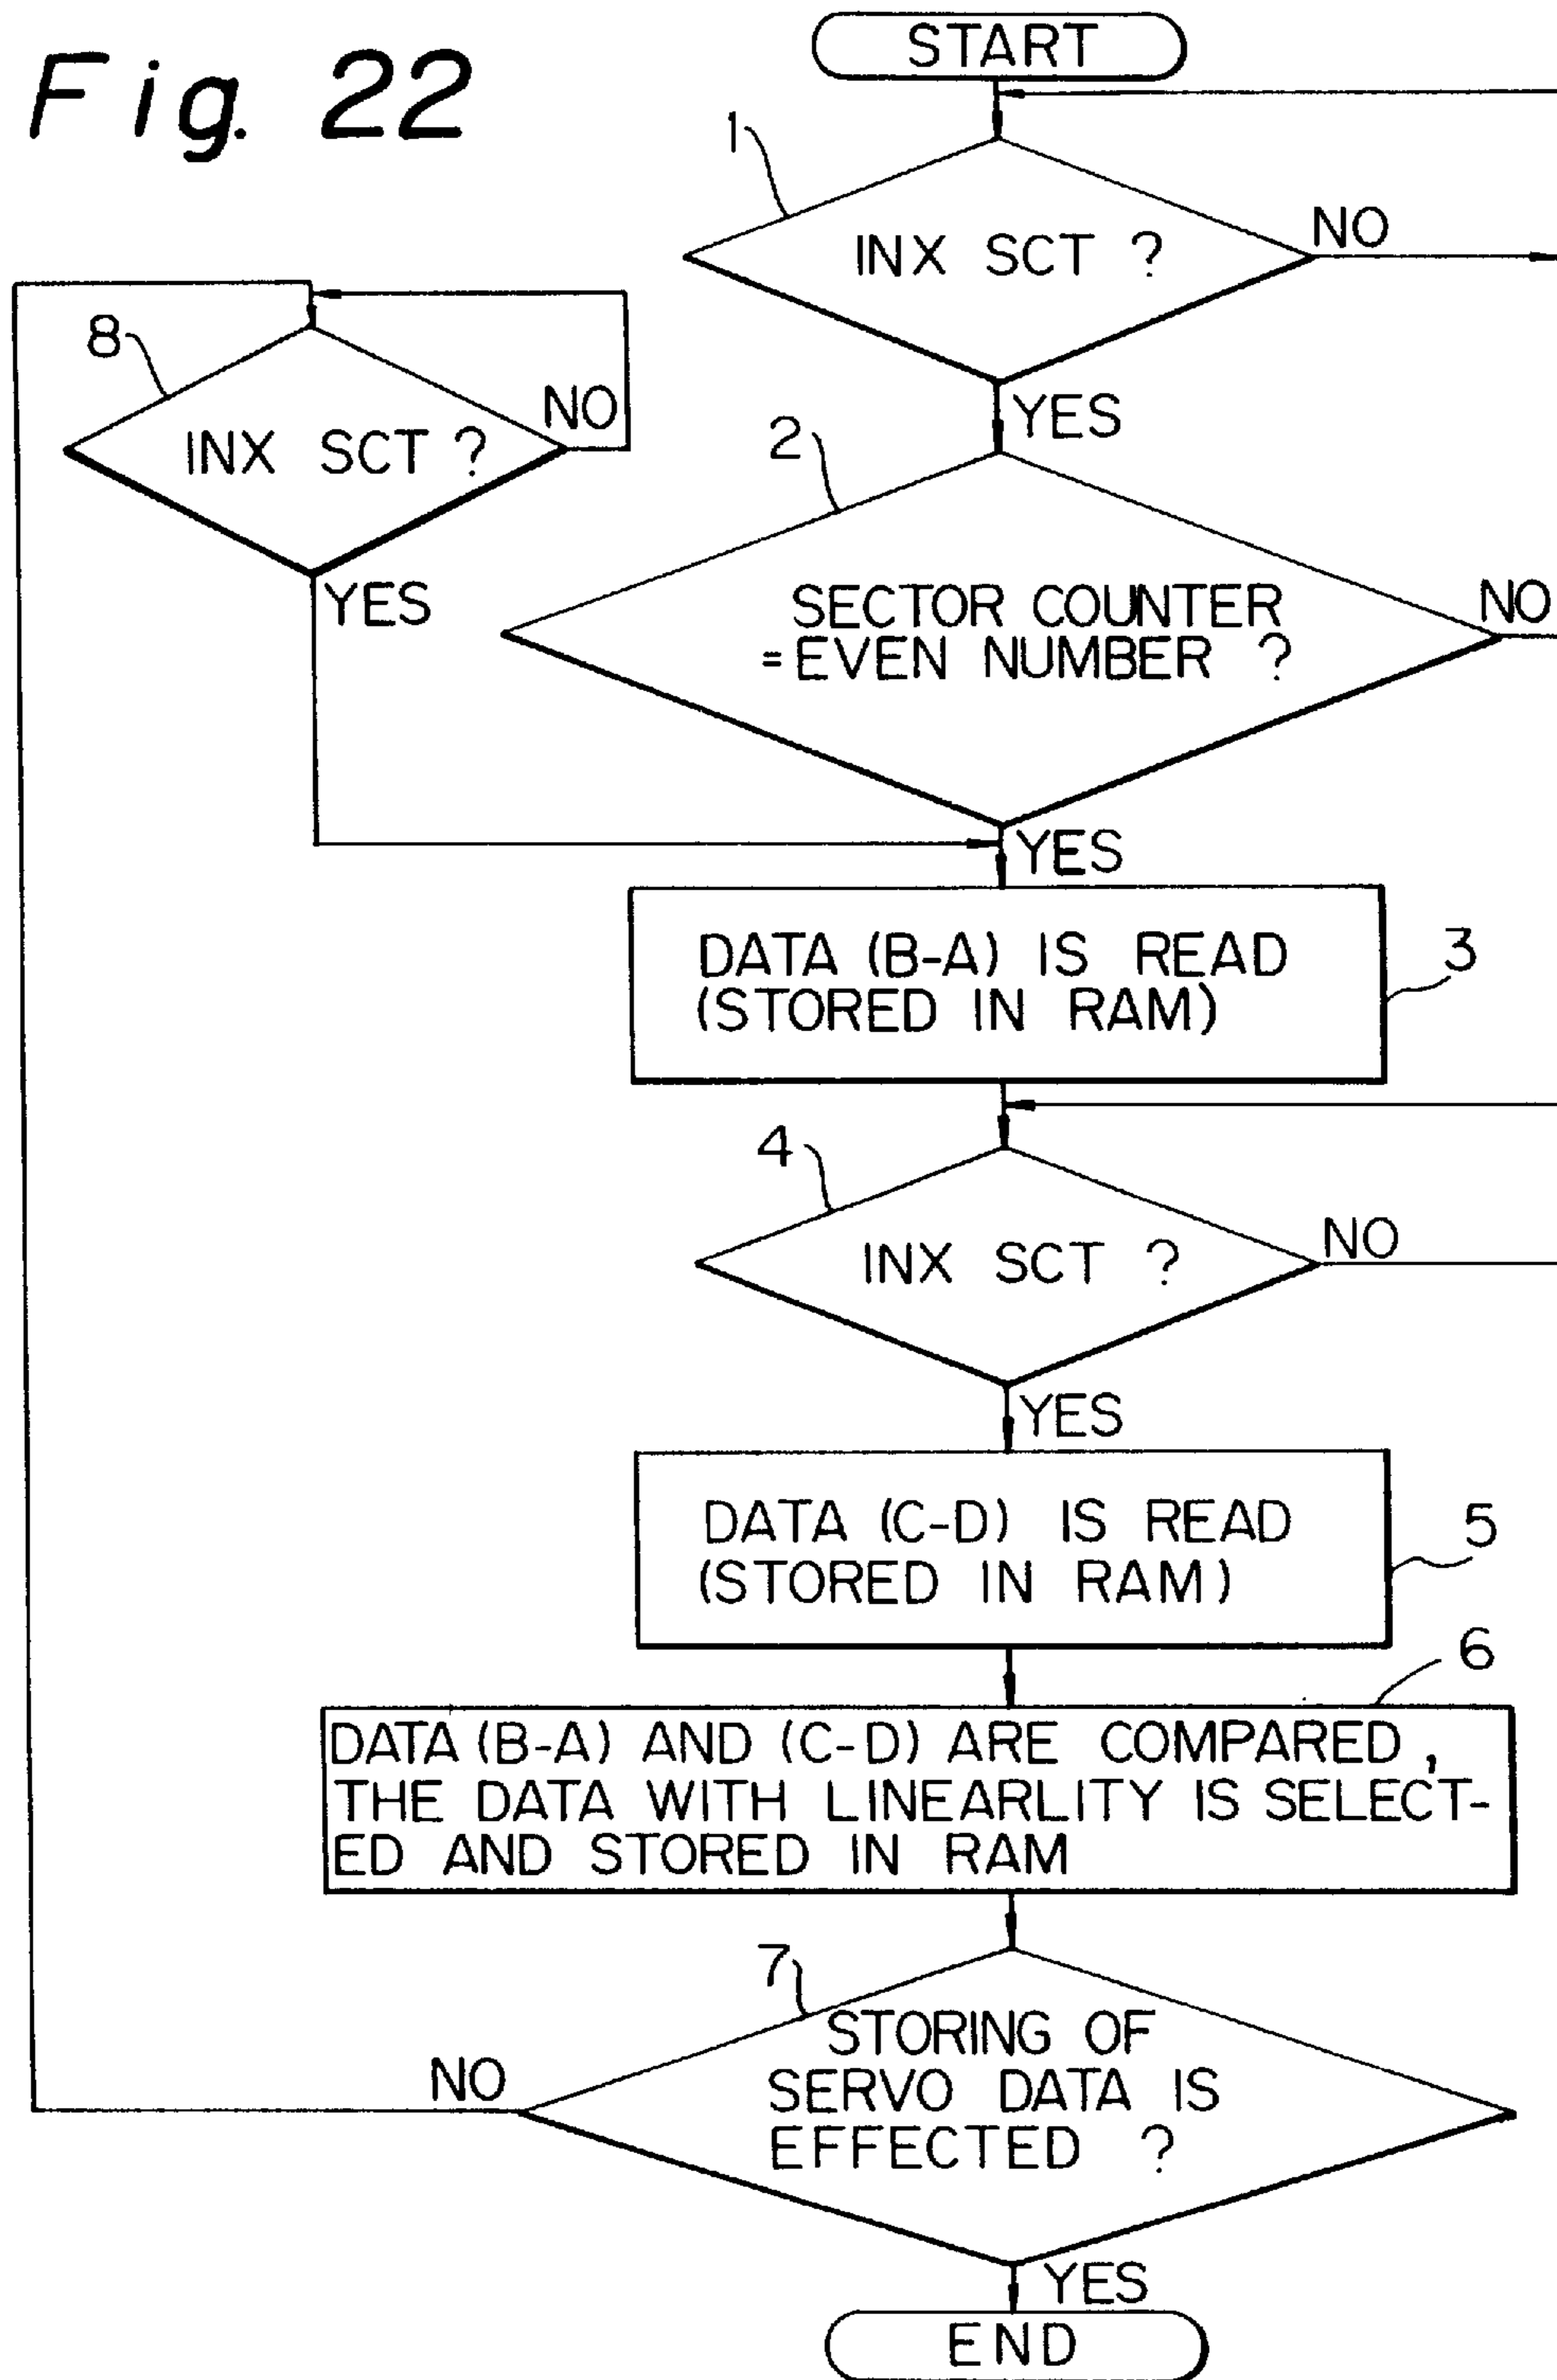 Fig. 22
START
1
INX SCT ?
NO
YES
8
INX SCT ?
NO
YES
2
SECTOR COUNTER
=EVEN NUMBER ?
NO
YES
DATA (B-A) IS READ
(STORED IN RAM)
3
4
INX SCT ?
NO
YES
DATA (C-D) IS READ
(STORED IN RAM)
5
6
DATA (B-A) AND (C-D) ARE COMPARED,
THE DATA WITH LINEARLITY IS SELECT-
ED AND STORED IN RAM
7
STORING OF
SERVO DATA IS
EFFECTED ?
NO
YES
END